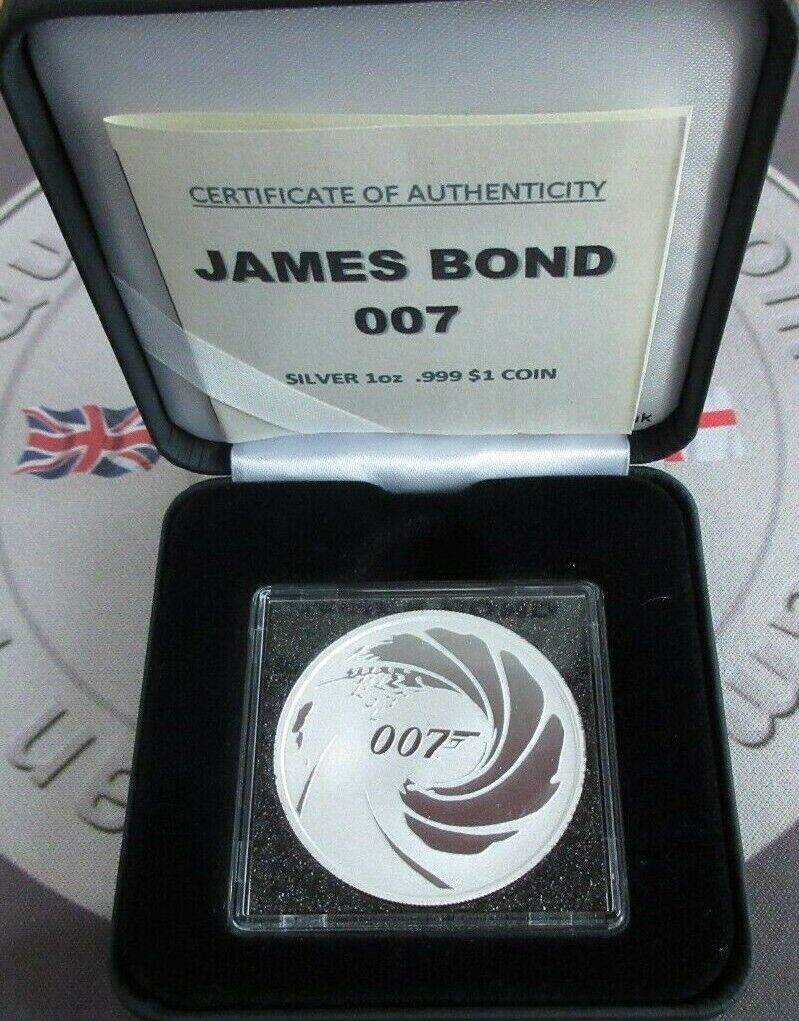 CERTIFICATE OF AUTHENTICITY
JAMES BOND
007
SILVER 1oz .999 $1 COIN
007